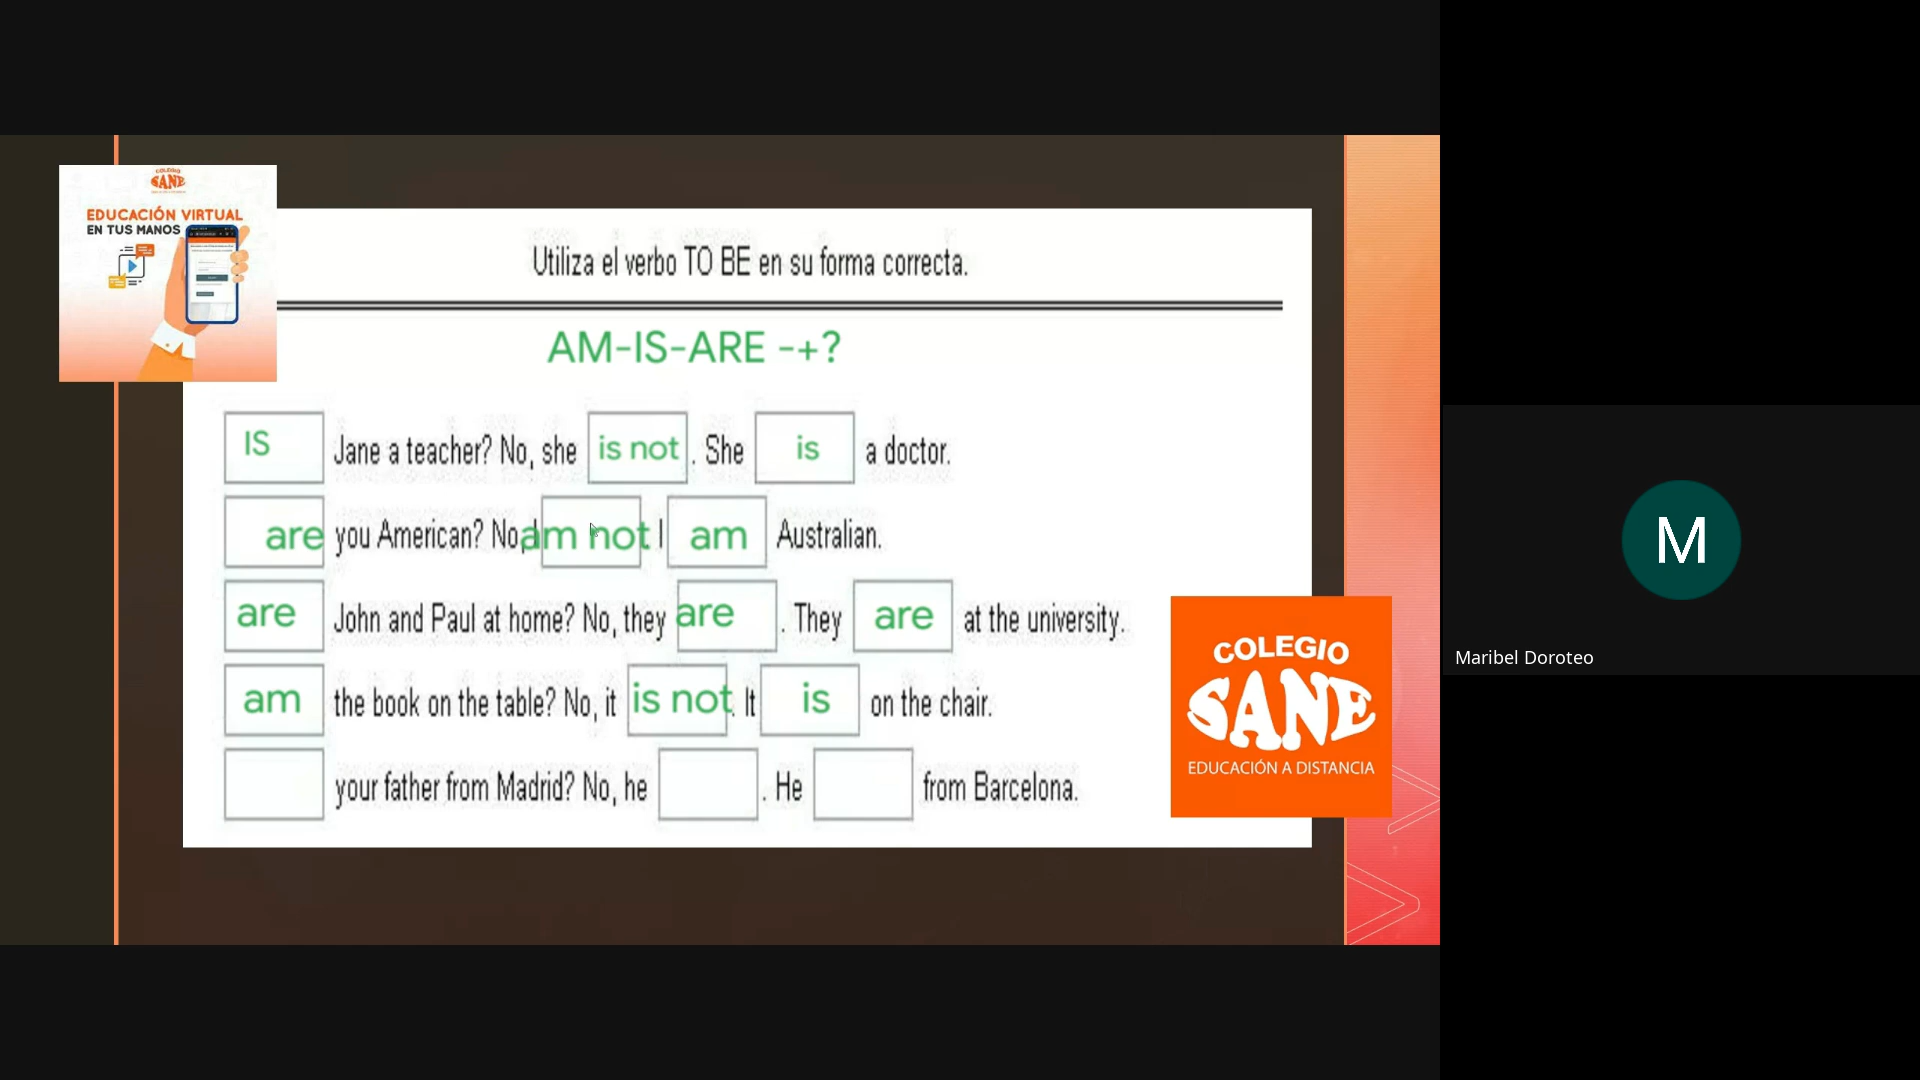 COLEGIO
SANE
EDUCACIÓN VIRTUAL
EN TUS MANOS
Utiliza el verbo TO BE en su forma correcta.
AM-IS-ARE -+?
IS Jane a teacher? No, she is not . She is a doctor.
are you American? No, I am not I am Australian.
are John and Paul at home? No, they are . They are at the university.
am the book on the table? No, it is not . It is on the chair.
your father from Madrid? No, he . He from Barcelona.
COLEGIO
SANE
EDUCACIÓN A DISTANCIA
M
Maribel Doroteo